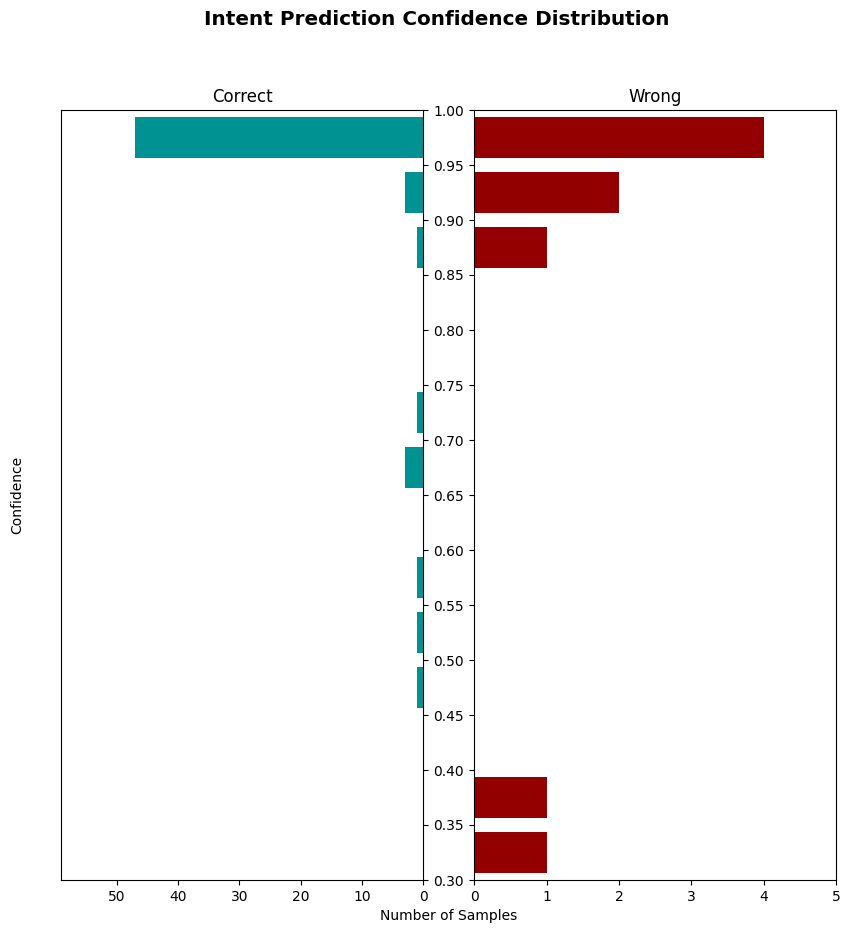 Intent Prediction Confidence Distribution
Correct
Wrong
1.00
0.95
0.90
0.85
0.80
0.75
0.70
0.65
0.60
0.55
0.50
0.45
0.40
0.35
0.30
Confidence
50 40 30 20 10 0
0 1 2 3 4 5
Number of Samples